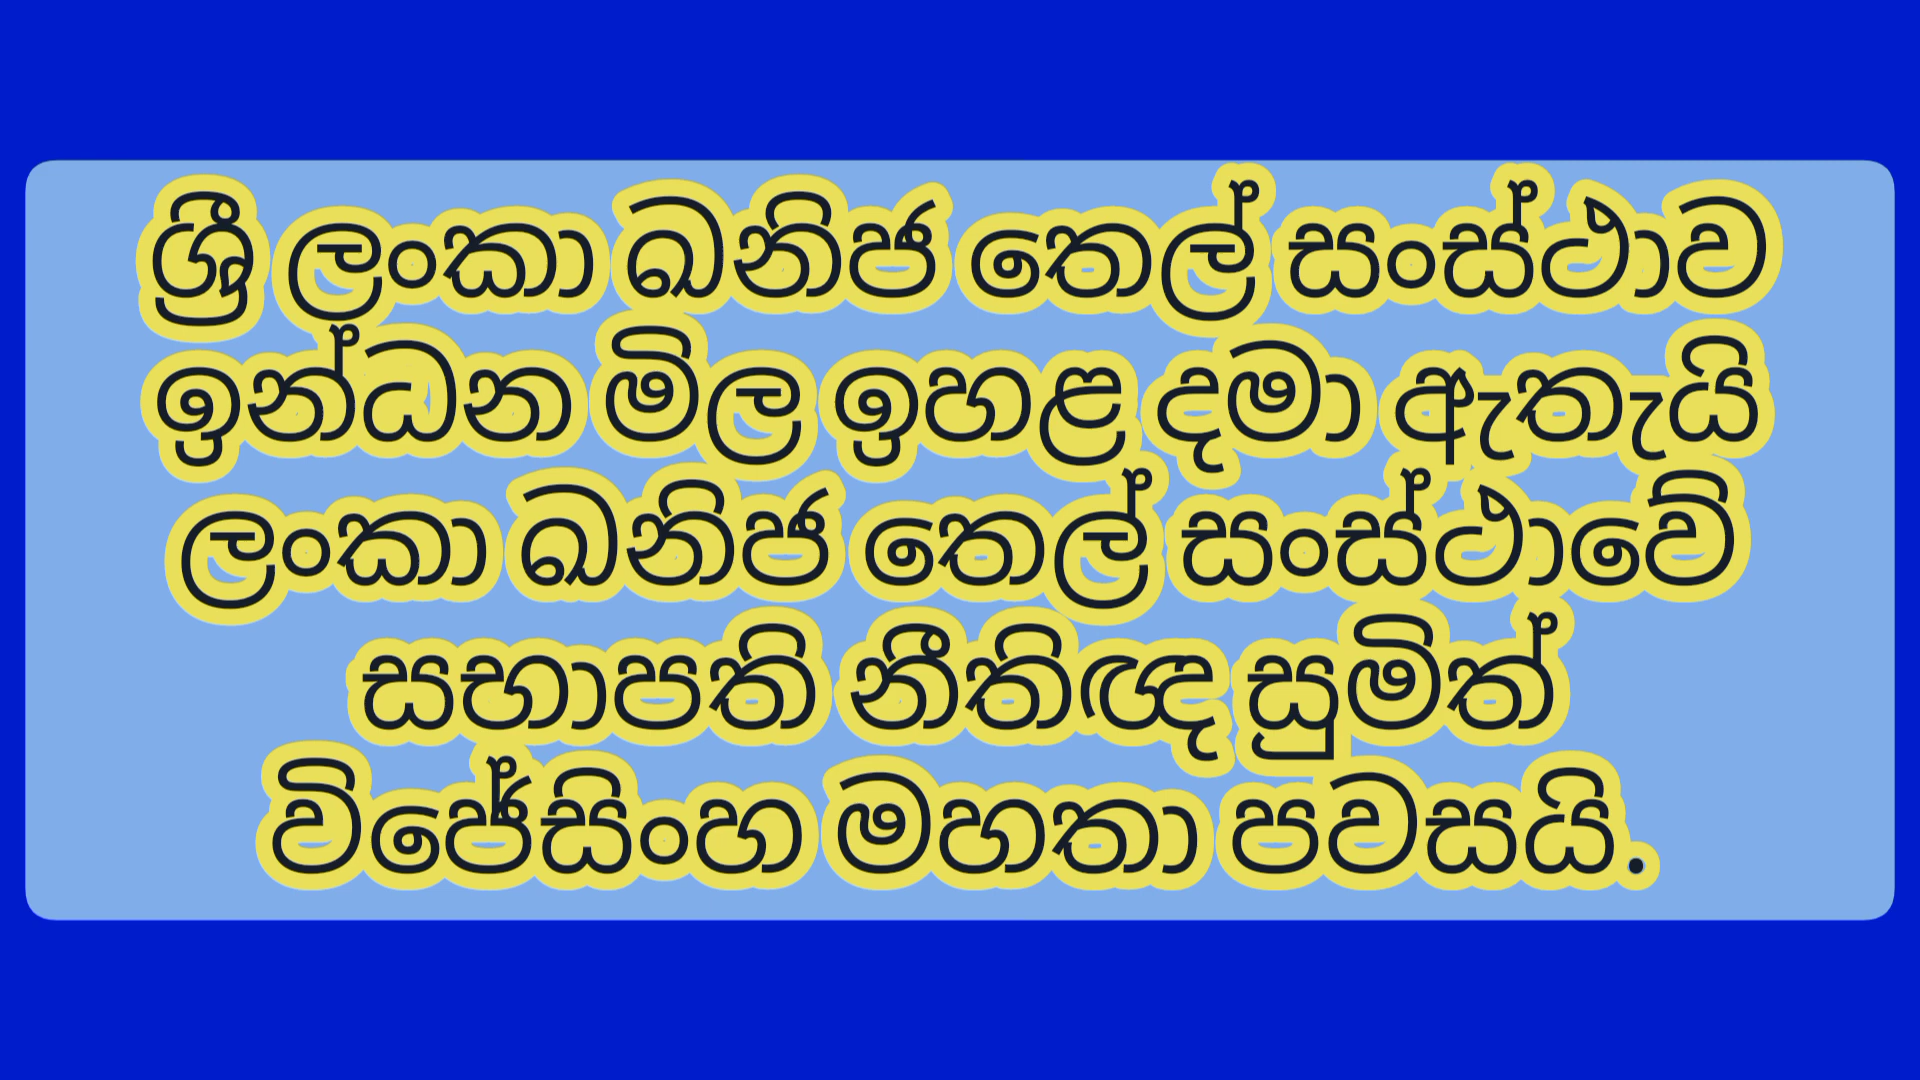 ශ්‍රී ලංකා ඛනිජ තෙල් සංස්ථාව
ඉන්ධන මිල ඉහළ දමා ඇතැයි
ලංකා ඛනිජ තෙල් සංස්ථාවේ
සභාපති නීතිඥ සුමිත්
විජේසිංහ මහතා පවසයි.